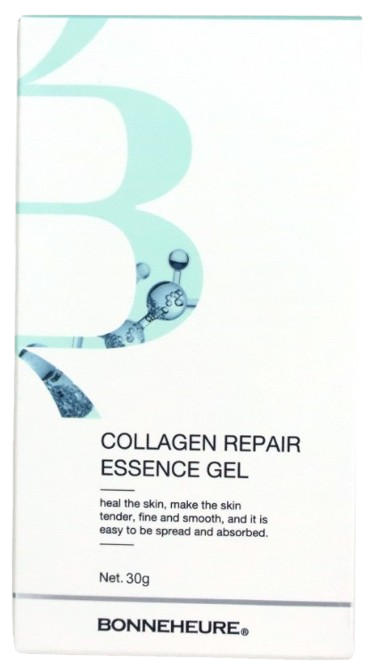 B
COLLAGEN REPAIR
ESSENCE GEL
heal the skin, make the skin
tender, fine and smooth, and it is
easy to be spread and absorbed.
Net. 30g
BONNEHEURE®